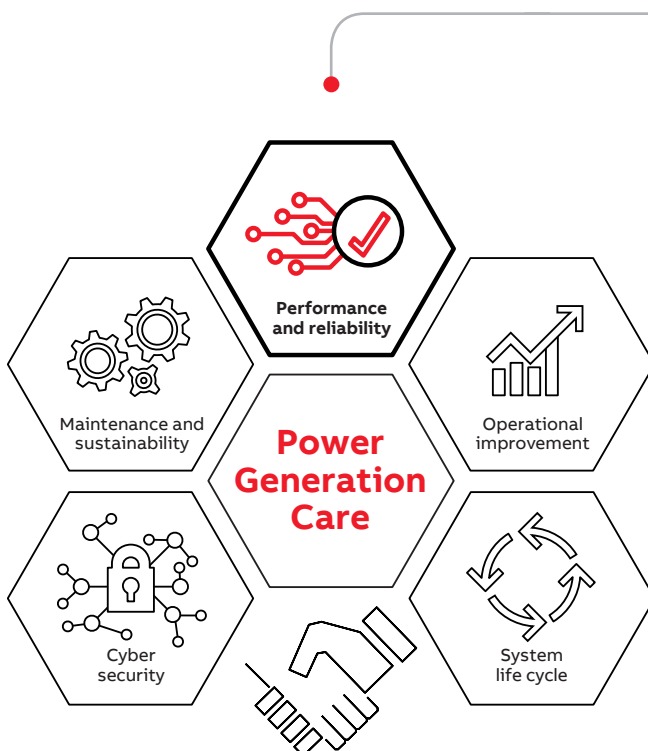 Performance
and reliability
Maintenance and
sustainability
Operational
improvement
Power
Generation
Care
Cyber
security
System
life cycle